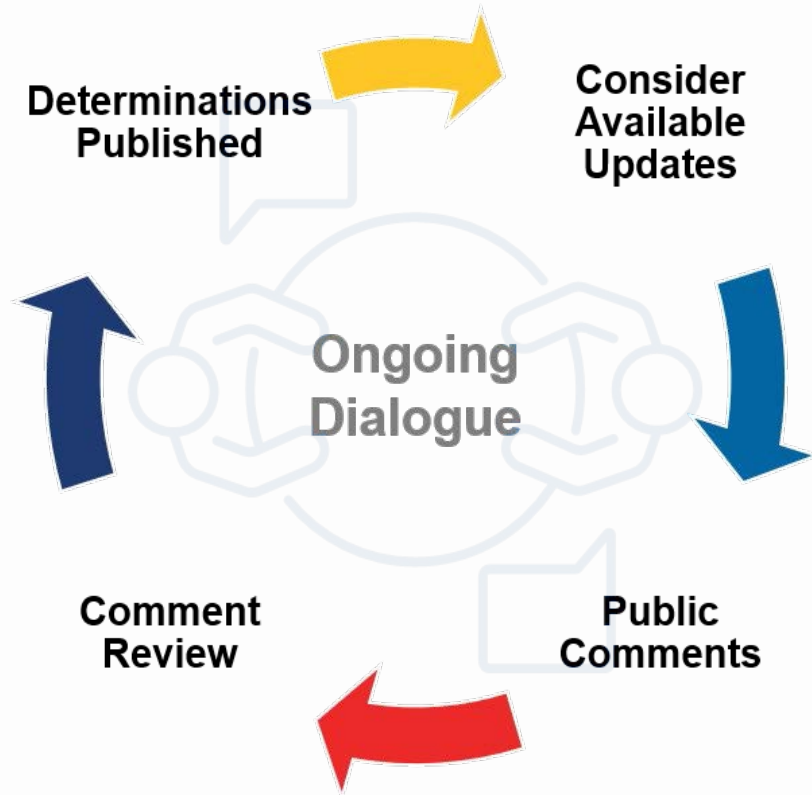 Determinations
Published
Consider
Available
Updates
Ongoing
Dialogue
Comment
Review
Public
Comments